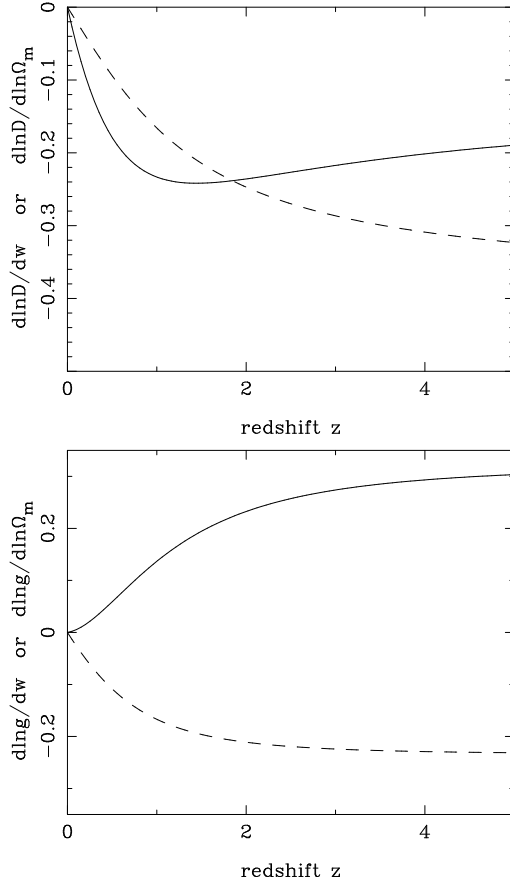 dlnD/dw or dlnD/dlnΩm
0
−0.1
−0.2
−0.3
−0.4
0 2 4
redshift z
dlng/dw or dlng/dlnΩm
0.2
0
−0.2
0 2 4
redshift z